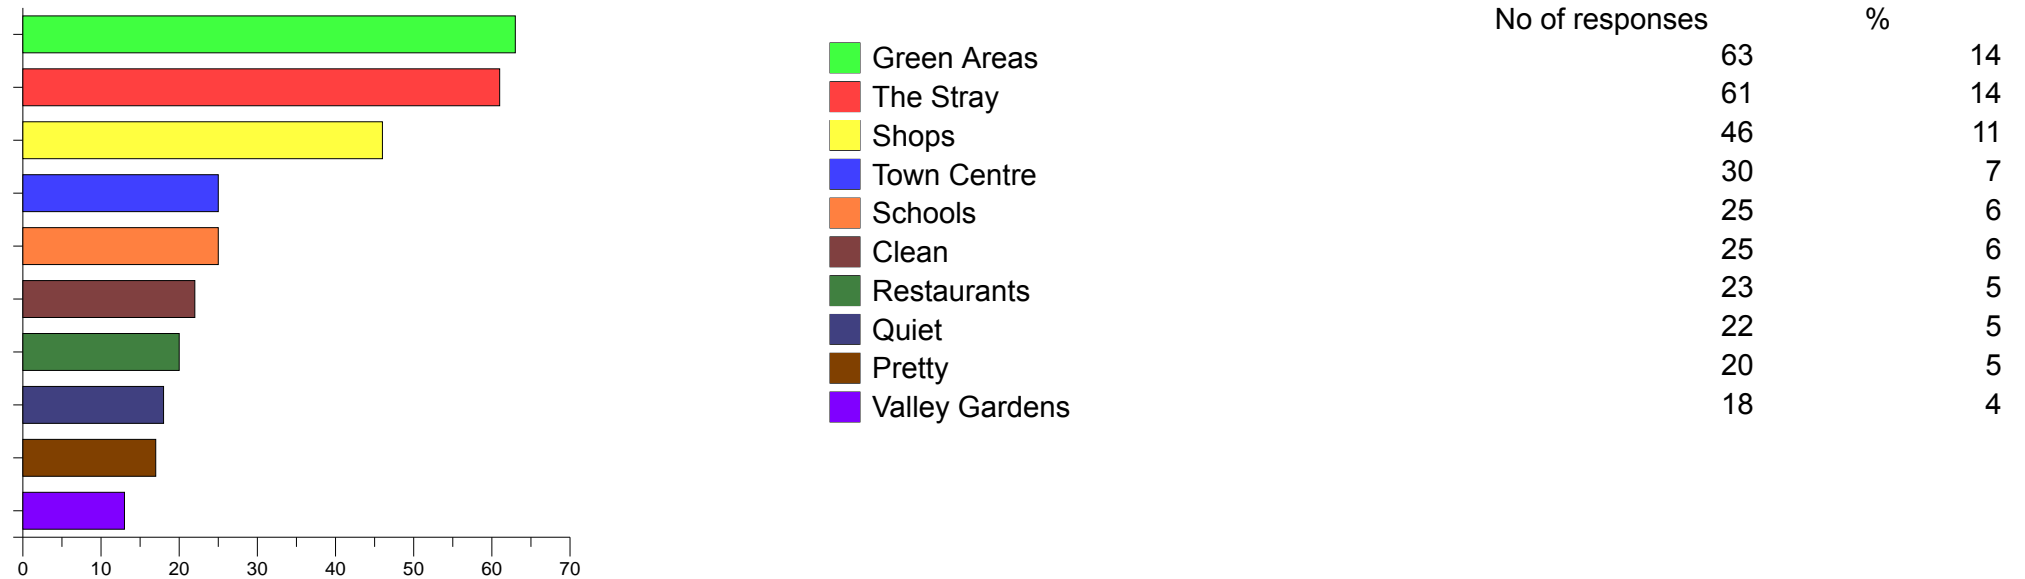 No of responses %
Green Areas 63 14
The Stray 61 14
Shops 46 11
Town Centre 30 7
Schools 25 6
Clean 25 6
Restaurants 23 5
Quiet 22 5
Pretty 20 5
Valley Gardens 18 4
0 10 20 30 40 50 60 70